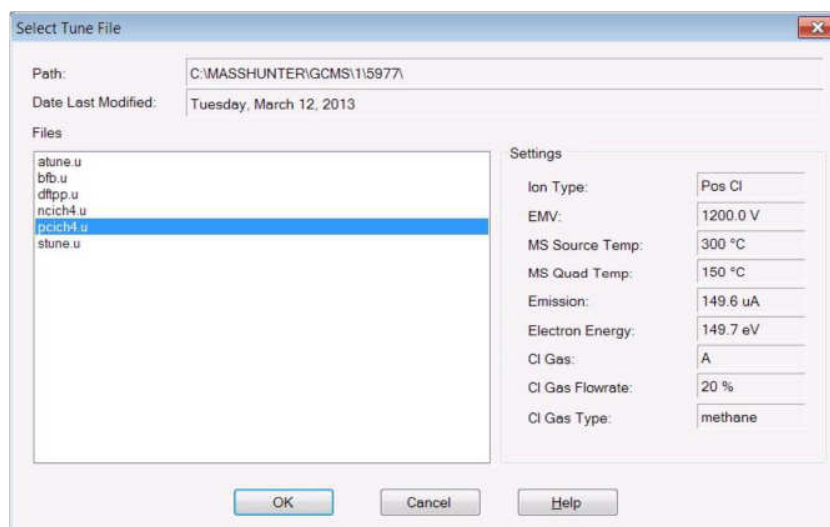 Select Tune File
Path: C:\MASSHUNTER\GCMS\1\5977\
Date Last Modified: Tuesday, March 12, 2013
Files
atune.u
bfb.u
dftpp.u
ncich4.u
pcich4.u
stune.u
Settings
Ion Type: Pos CI
EMV: 1200.0 V
MS Source Temp: 300 °C
MS Quad Temp: 150 °C
Emission: 149.6 uA
Electron Energy: 149.7 eV
CI Gas: A
CI Gas Flowrate: 20 %
CI Gas Type: methane
OK Cancel Help